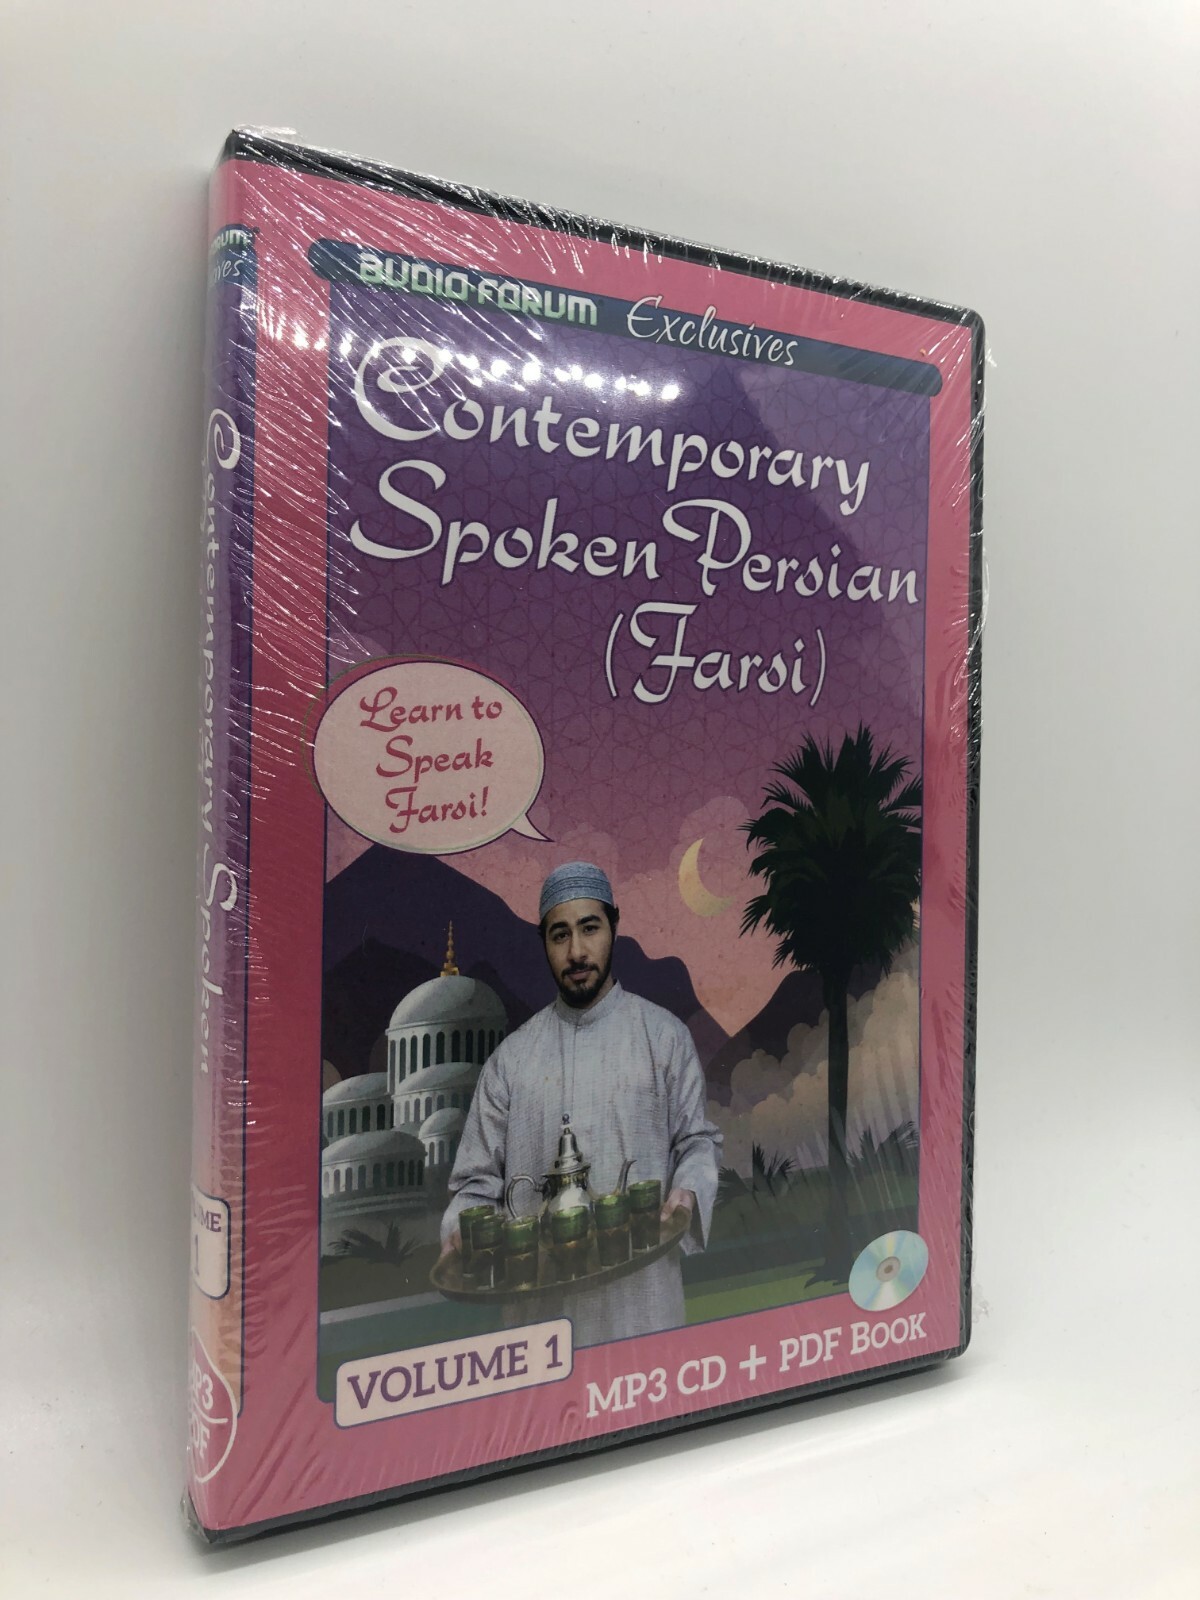 AUDIO-FORUM Exclusives
Contemporary
Spoken Persian
(Farsi)
Learn to
Speak
Farsi!
VOLUME 1
MP3 CD + PDF BOOK
Contemporary Spoken
1